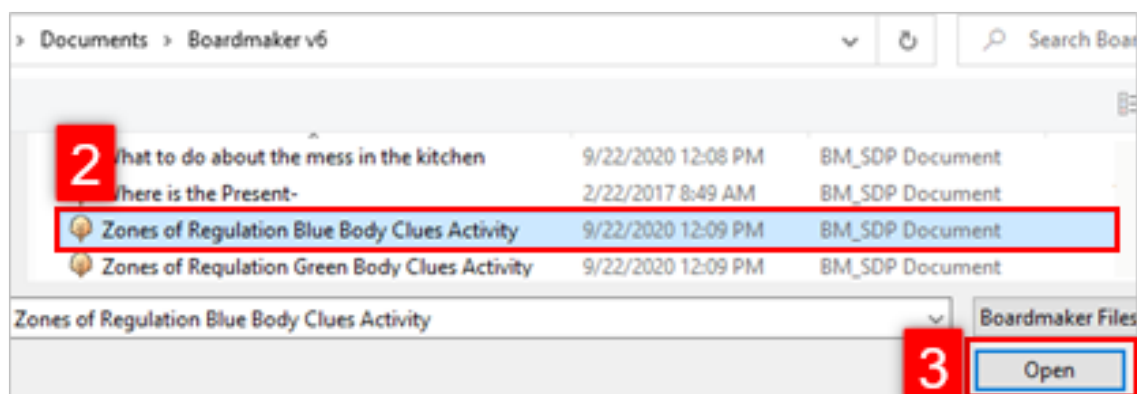 › Documents › Boardmaker v6 Search Boar
2
What to do about the mess in the kitchen 9/22/2020 12:08 PM BM_SDP Document
Where is the Present- 2/22/2017 8:49 AM BM_SDP Document
Zones of Regulation Blue Body Clues Activity 9/22/2020 12:09 PM BM_SDP Document
Zones of Regulation Green Body Clues Activity 9/22/2020 12:09 PM BM_SDP Document
Zones of Regulation Blue Body Clues Activity Boardmaker Files
3 Open